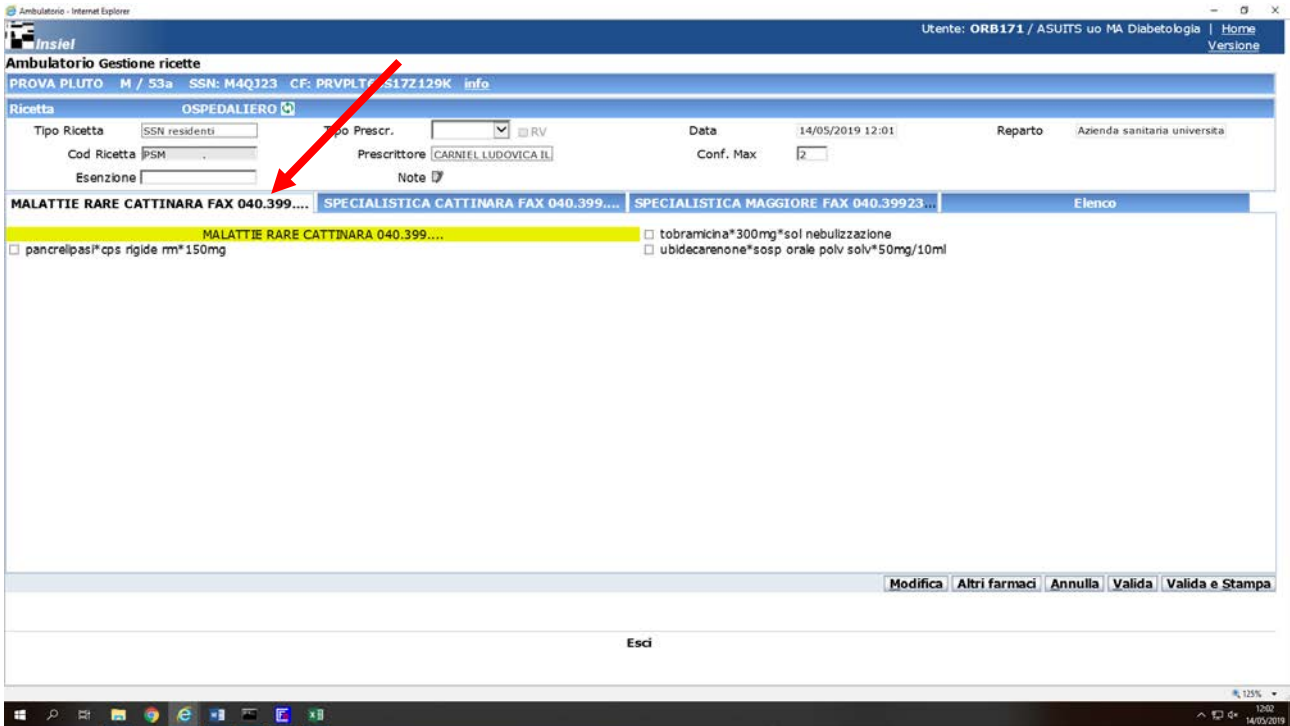 Ambulatorio - Internet Explorer
Insiel
Utente: ORB171 / ASUITS uo MA Diabetologia | Home
Versione
Ambulatorio Gestione ricette
PROVA PLUTO M / 53a SSN: M4QJ23 CF: S17Z129K info
Ricetta OSPEDALIERO
Tipo Ricetta SSN residenti Tipo Prescr. RV Data 14/05/2019 12:01 Reparto Azienda sanitaria universita
Cod Ricetta PSM . Prescrittore CARNIEL LUDOVICA IL Conf. Max 2
Esenzione Note
MALATTIE RARE CATTINARA FAX 040.399.... SPECIALISTICA CATTINARA FAX 040.399.... SPECIALISTICA MAGGIORE FAX 040.39923... Elenco
MALATTIE RARE CATTINARA 040.399.... tobramicina*300mg*sol nebulizzazione
pancrelipasi*cps rigide rm*150mg ubidecarenone*sosp orale polv solv*50mg/10ml
Modifica Altri farmaci Annulla Valida Valida e Stampa
Esci
125%
12:02
14/05/2019